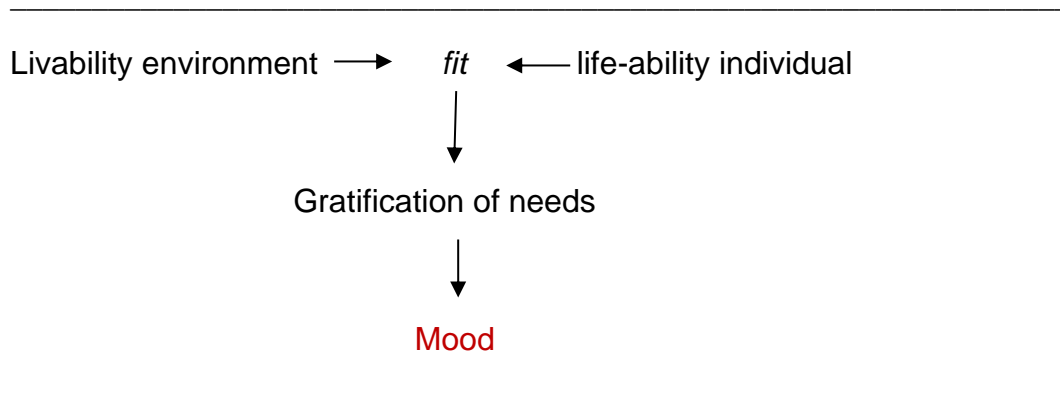 Livability environment fit life-ability individual
Gratification of needs
Mood